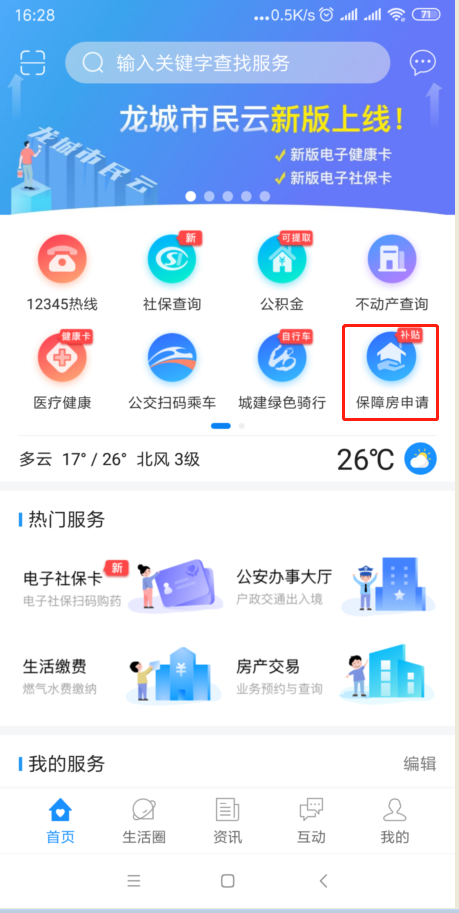 16:28
...0.5K/s
71
输入关键字查找服务
龙城市民云新版上线!
新版电子健康卡
新版电子社保卡
龙城市民云
新
可提取
12345热线
社保查询
公积金
不动产查询
健康卡
自行车
补贴
医疗健康
公交扫码乘车
城建绿色骑行
保障房申请
多云 17° / 26° 北风 3级
26℃
热门服务
电子社保卡
新
电子社保扫码购药
公安办事大厅
户政交通出入境
生活缴费
燃气水费缴纳
房产交易
业务预约与查询
我的服务
编辑
首页
生活圈
资讯
互动
我的